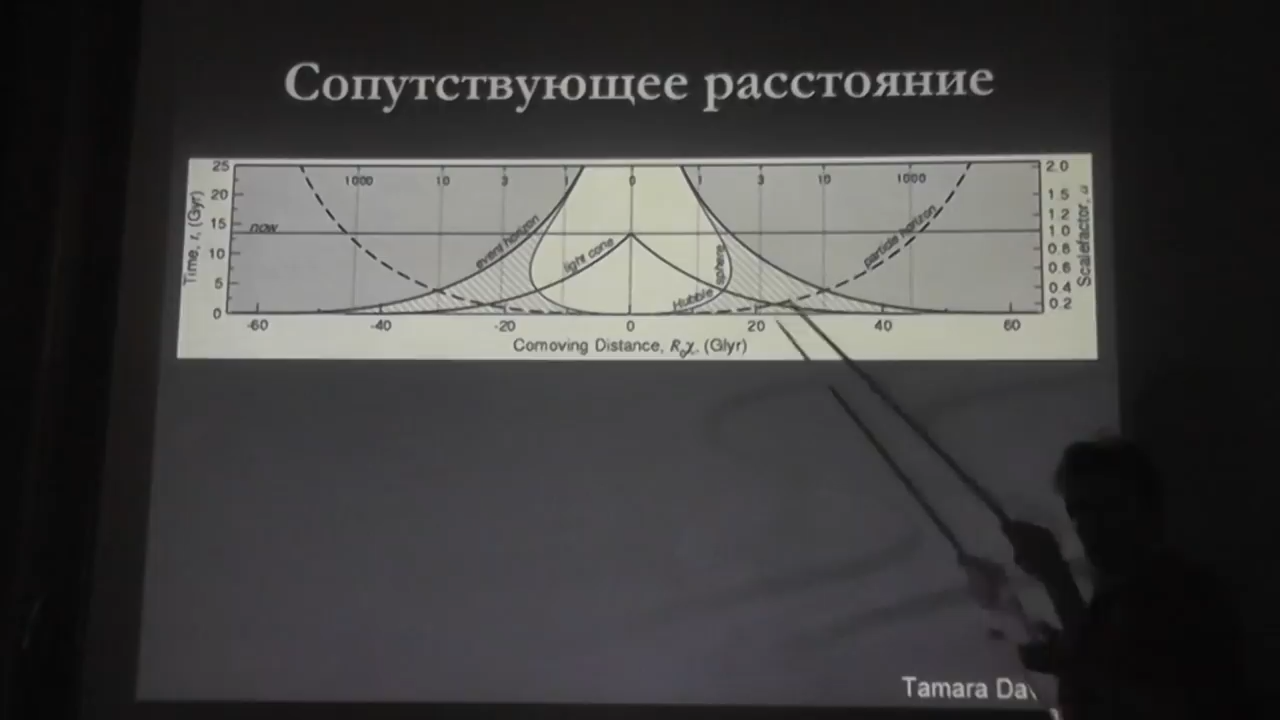 Сопутствующее расстояние
25 20 15 10 5 0
Time, t, (Gyr)
1000 10 3 1 0 1 3 10 1000
now
event horizon
light cone
Hubble sphere
particle horizon
2.0 1.5 1.2 1.0 0.8 0.6 0.4 0.2
Scalefactor, a
-60 -40 -20 0 20 40 60
Comoving Distance, R₀χ, (Glyr)
Tamara Da